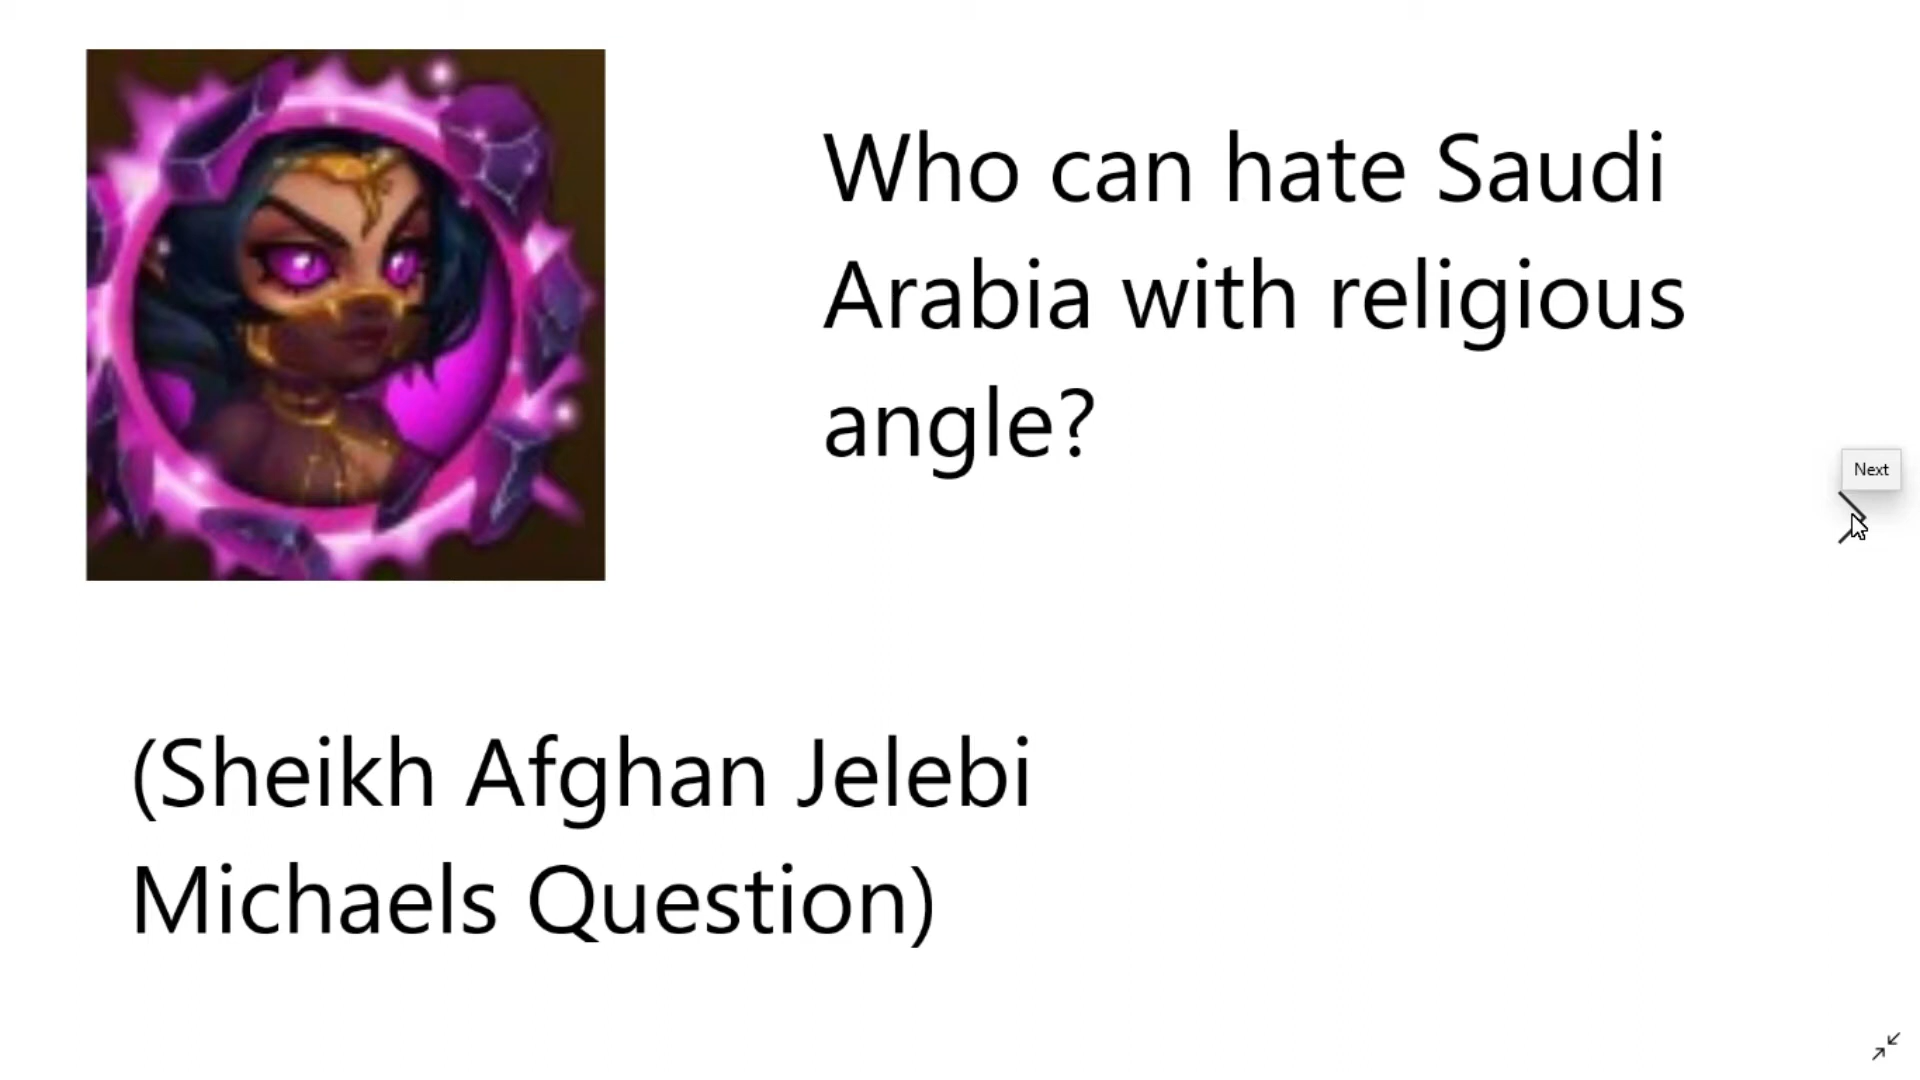 Who can hate Saudi
Arabia with religious
angle?
Next
(Sheikh Afghan Jelebi
Michaels Question)